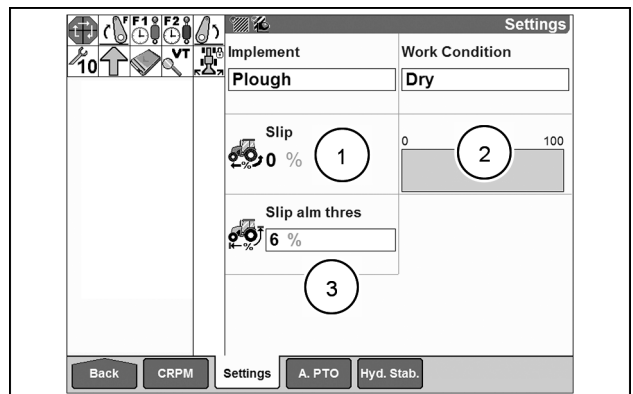 F F1 F2
Settings
10 VT
Implement
Work Condition
Plough
Dry
Slip
0 %
1
0 100
2
Slip alm thres
6 %
3
Back CRPM Settings A. PTO Hyd. Stab.